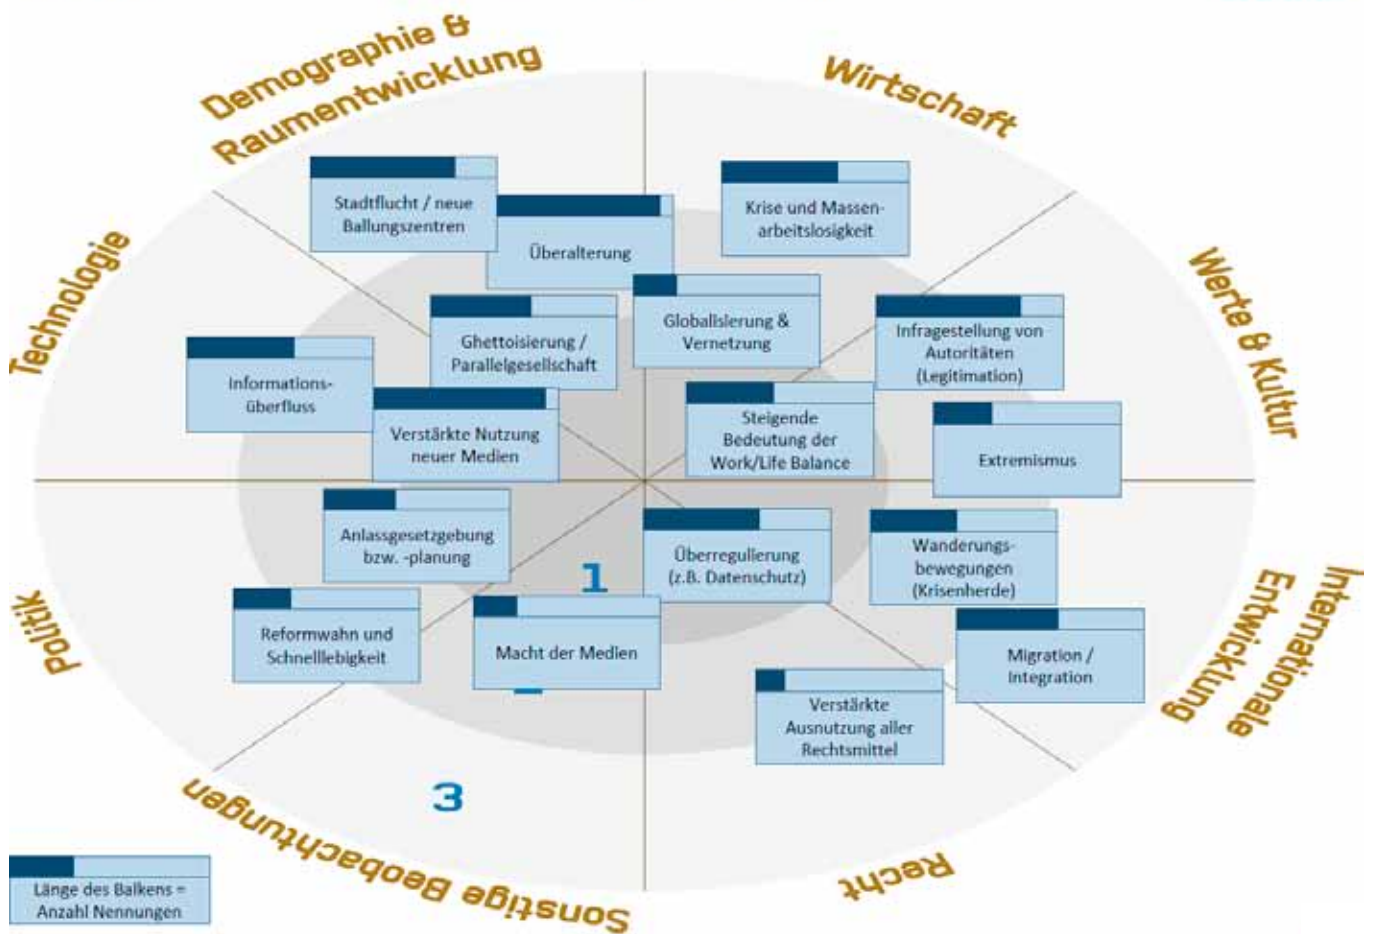 Demographie &
Raumentwicklung
Wirtschaft
Stadtflucht / neue
Ballungszentren
Überalterung
Krise und Massen-
arbeitslosigkeit
Technologie
Werte & Kultur
Globalisierung &
Vernetzung
Infragestellung von
Autoritäten
(Legitimation)
Ghettoisierung /
Parallelgesellschaft
Informations-
überfluss
Verstärkte Nutzung
neuer Medien
Steigende
Bedeutung der
Work/Life Balance
Extremismus
Anlassgesetzgebung
bzw. -planung
Überregulierung
(z.B. Datenschutz)
Wanderungs-
bewegungen
(Krisenherde)
1
Politik
Internationale
Entwicklung
Reformwahn und
Schnelllebigkeit
Macht der Medien
Migration /
Integration
Verstärkte
Ausnutzung aller
Rechtsmittel
3
Sonstige Beobachtungen
Recht
Länge des Balkens =
Anzahl Nennungen